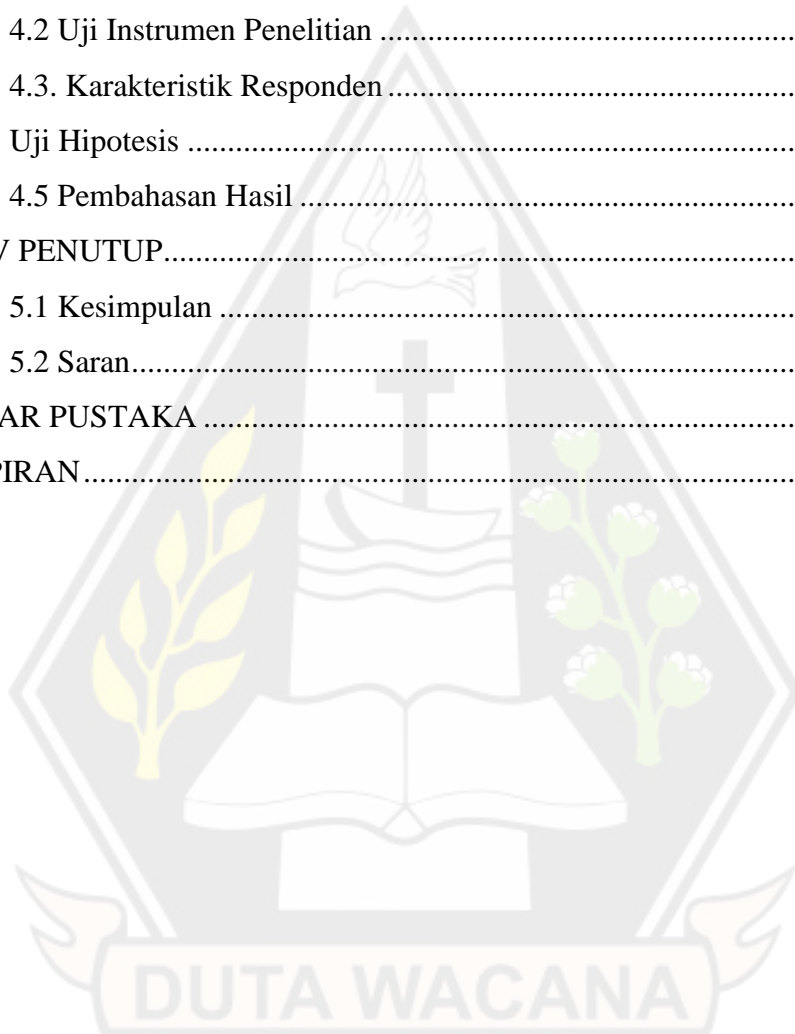 4.2 Uji Instrumen Penelitian ........................................................
4.3. Karakteristik Responden ........................................................
Uji Hipotesis ........................................................
4.5 Pembahasan Hasil ........................................................
V PENUTUP........................................................
5.1 Kesimpulan ........................................................
5.2 Saran........................................................
AR PUSTAKA ........................................................
PIRAN........................................................
DUTA WACANA